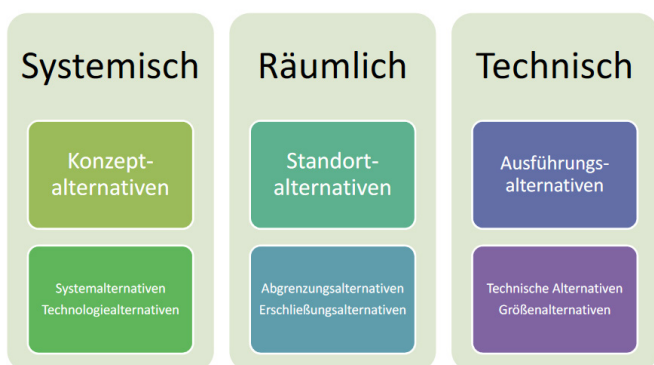 Systemisch
Konzept-
alternativen
Systemalternativen
Technologiealternativen
Räumlich
Standort-
alternativen
Abgrenzungsalternativen
Erschließungsalternativen
Technisch
Ausführungs-
alternativen
Technische Alternativen
Größenalternativen